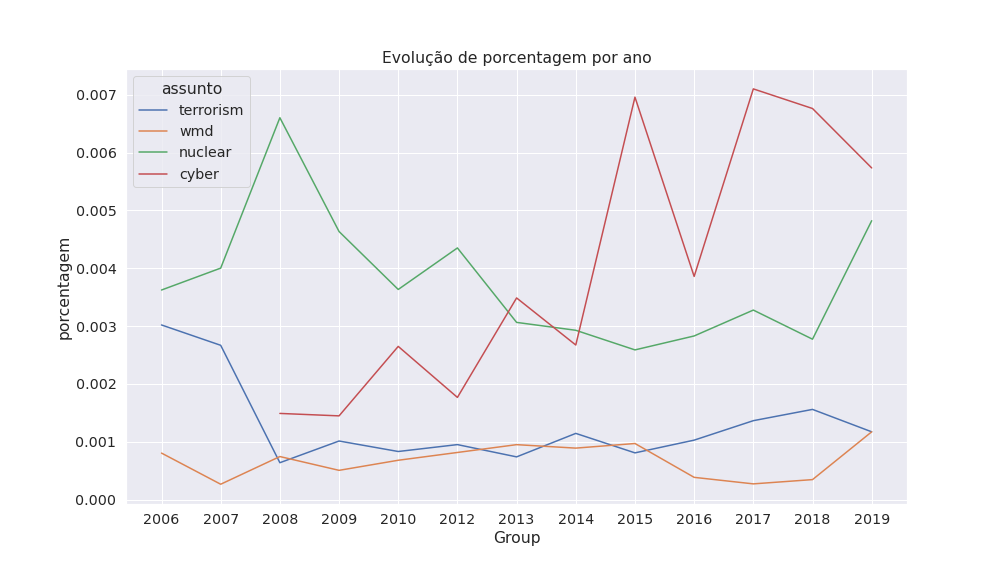 Evolução de porcentagem por ano
assunto
terrorism
wmd
nuclear
cyber
porcentagem
0.007
0.006
0.005
0.004
0.003
0.002
0.001
0.000
2006 2007 2008 2009 2010 2012 2013 2014 2015 2016 2017 2018 2019
Group